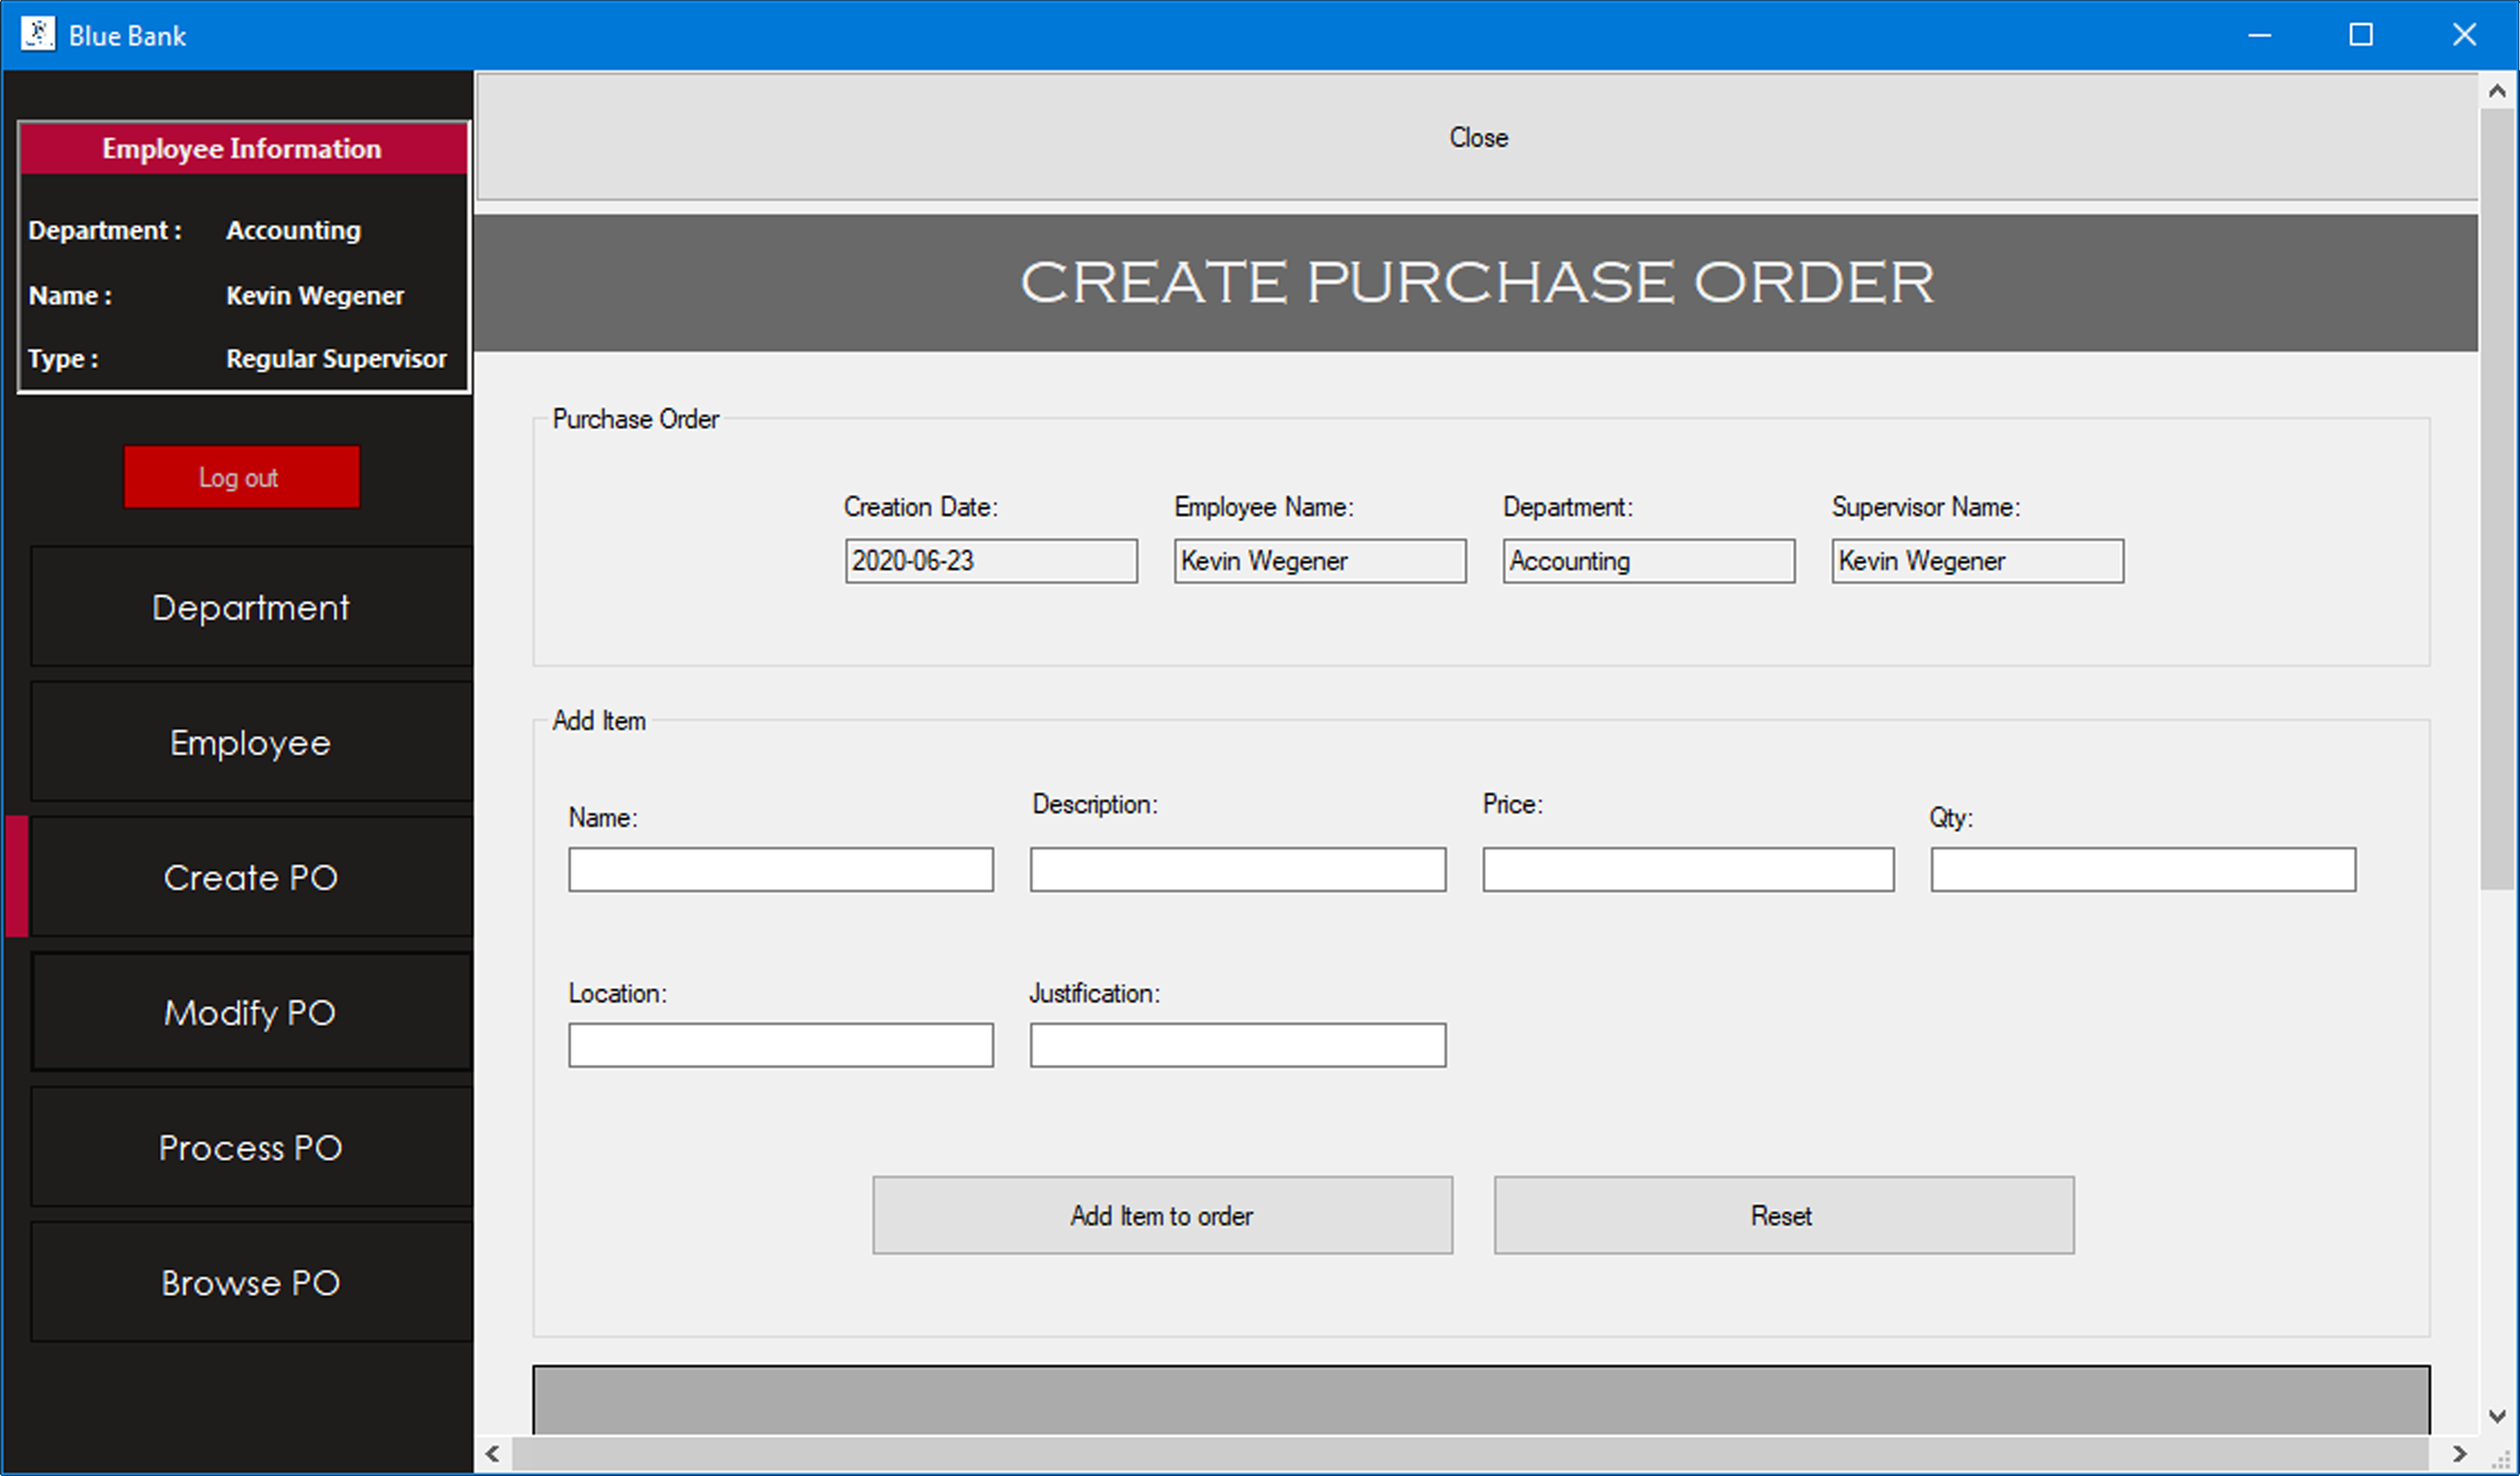 Blue Bank
Employee Information
Department : Accounting
Name : Kevin Wegener
Type : Regular Supervisor
Log out
Department
Employee
Create PO
Modify PO
Process PO
Browse PO
Close
CREATE PURCHASE ORDER
Purchase Order
Creation Date: Employee Name: Department: Supervisor Name:
2020-06-23 Kevin Wegener Accounting Kevin Wegener
Add Item
Name: Description: Price: Qty:
Location: Justification:
Add Item to order Reset